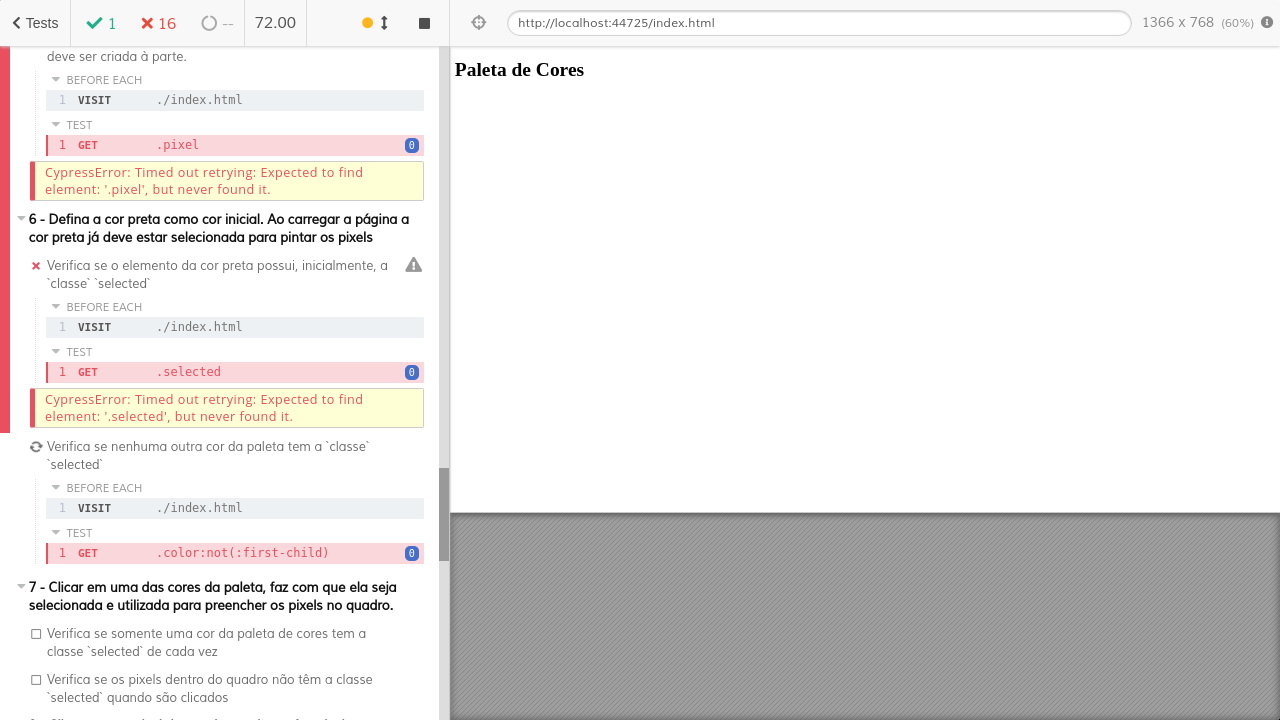 Tests
1
16
--
72.00
http://localhost:44725/index.html
1366 x 768 (60%)
deve ser criada à parte.
BEFORE EACH
1 VISIT ./index.html
TEST
1 GET .pixel 0
CypressError: Timed out retrying: Expected to find
element: '.pixel', but never found it.
6 - Defina a cor preta como cor inicial. Ao carregar a página a
cor preta já deve estar selecionada para pintar os pixels
Verifica se o elemento da cor preta possui, inicialmente, a
`classe` `selected`
BEFORE EACH
1 VISIT ./index.html
TEST
1 GET .selected 0
CypressError: Timed out retrying: Expected to find
element: '.selected', but never found it.
Verifica se nenhuma outra cor da paleta tem a `classe`
`selected`
BEFORE EACH
1 VISIT ./index.html
TEST
1 GET .color:not(:first-child) 0
7 - Clicar em uma das cores da paleta, faz com que ela seja
selecionada e utilizada para preencher os pixels no quadro.
Verifica se somente uma cor da paleta de cores tem a
classe `selected` de cada vez
Verifica se os pixels dentro do quadro não têm a classe
`selected` quando são clicados
Paleta de Cores